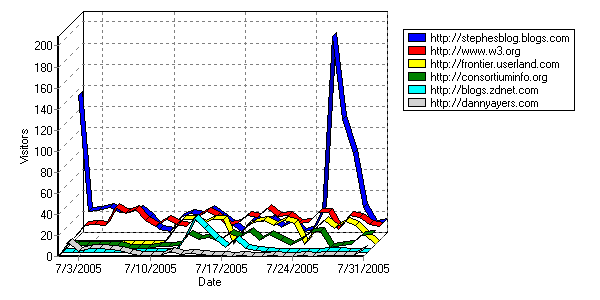 200
180
160
140
120
100
80
60
40
20
0
Visitors
7/3/2005 7/10/2005 7/17/2005 7/24/2005 7/31/2005
Date
http://stephesblog.blogs.com
http://www.w3.org
http://frontier.userland.com
http://consortiuminfo.org
http://blogs.zdnet.com
http://dannyayers.com